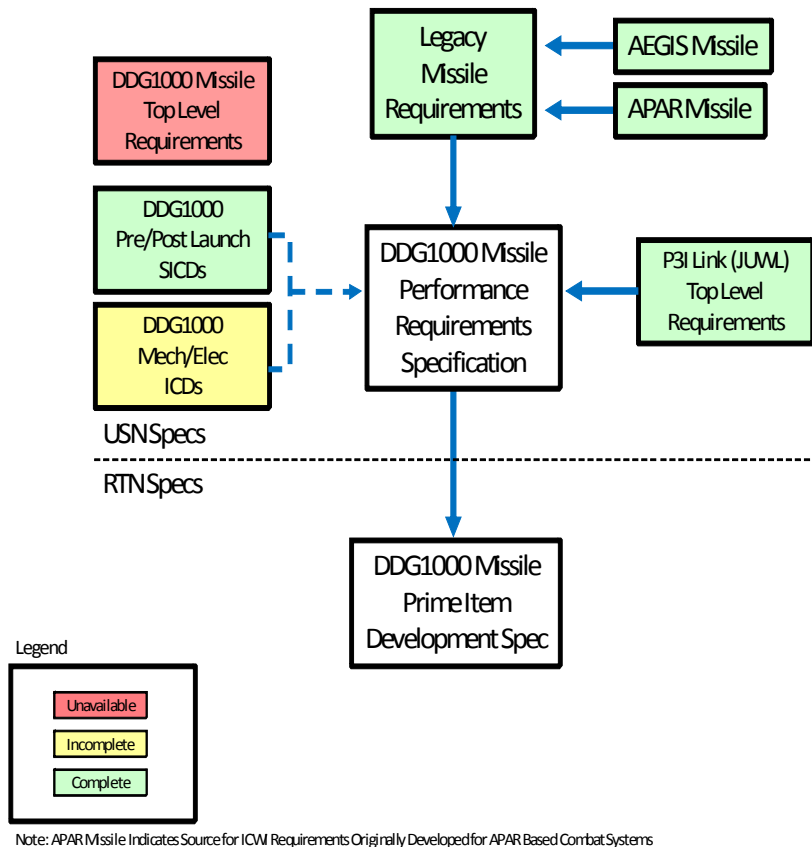 Legacy
Missile
Requirements
AEGIS Missile
APAR Missile
DDG1000 Missile
Top Level
Requirements
DDG1000
Pre/Post Launch
SICDs
DDG1000 Missile
Performance
Requirements
Specification
P3I Link (JUWL)
Top Level
Requirements
DDG1000
Mech/Elec
ICDs
USN Specs
RTN Specs
DDG1000 Missile
Prime Item
Development Spec
Legend
Unavailable
Incomplete
Complete
Note: APAR Missile Indicates Source for ICWI Requirements Originally Developed for APAR Based Combat Systems